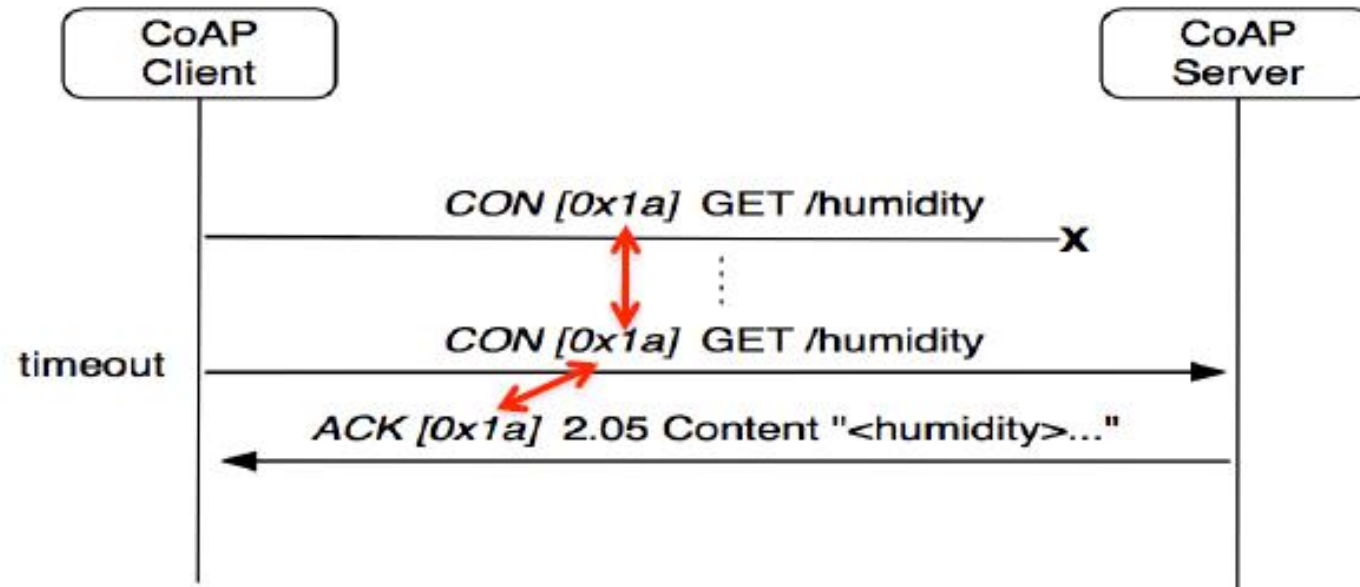 CoAP
Client
CoAP
Server
CON [0x1a] GET /humidity
x
CON [0x1a] GET /humidity
timeout
ACK [0x1a] 2.05 Content "<humidity>..."